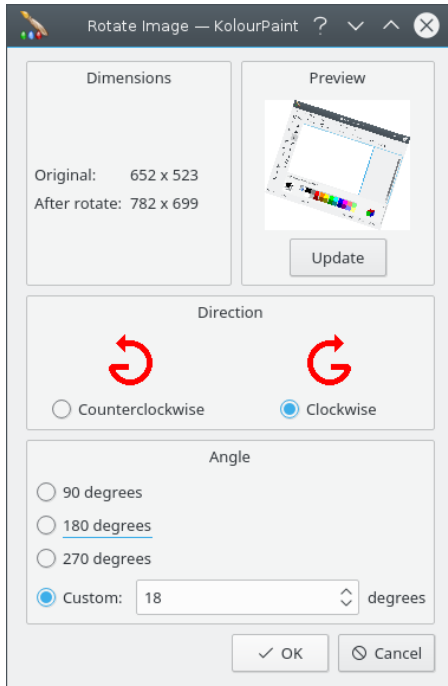 Rotate Image — KolourPaint
Dimensions
Original: 652 x 523
After rotate: 782 x 699
Preview
Update
Direction
Counterclockwise
Clockwise
Angle
90 degrees
180 degrees
270 degrees
Custom: 18 degrees
OK
Cancel